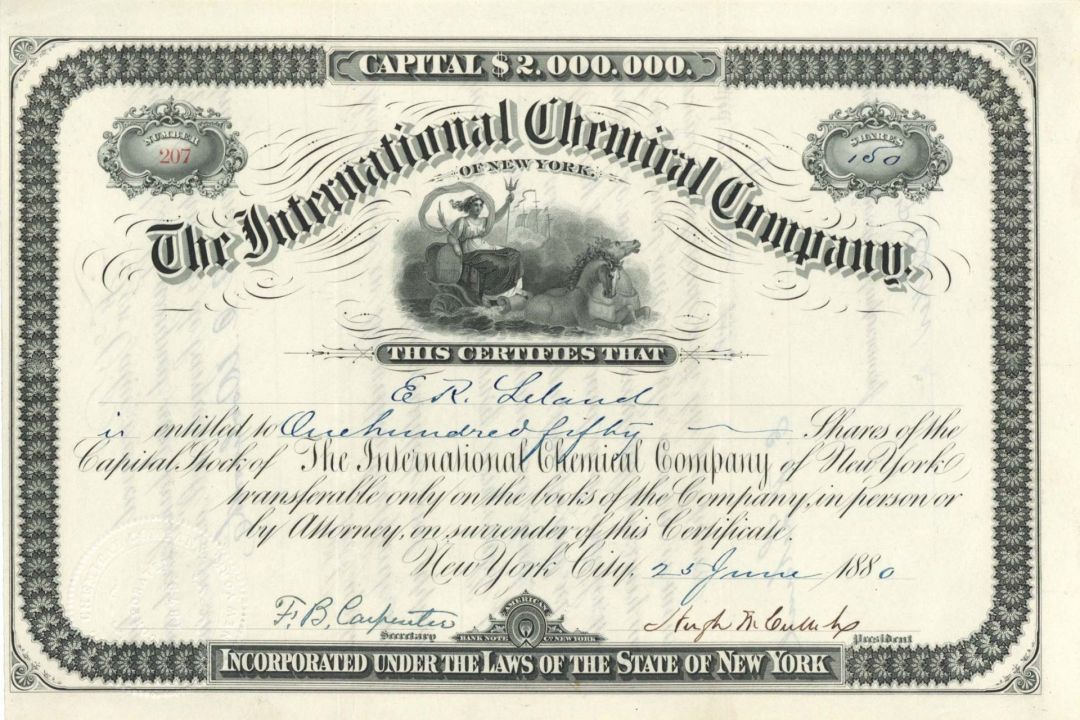 CAPITAL $2.000.000.
NUMBER
207
SHARES
150
The International Chemical Company.
OF NEW YORK.
THIS CERTIFIES THAT
E R. Leland
is entitled to One hundred fifty Shares of the
Capital Stock of The International Chemical Company of New York
transferable only on the books of the Company, in person or
by Attorney, on surrender of this Certificate.
New York City, 25 June 1880
F. B. Carpenter
Secretary
AMERICAN
BANK NOTE CO. NEW YORK
Hugh McCulloch
President
INCORPORATED UNDER THE LAWS OF THE STATE OF NEW YORK